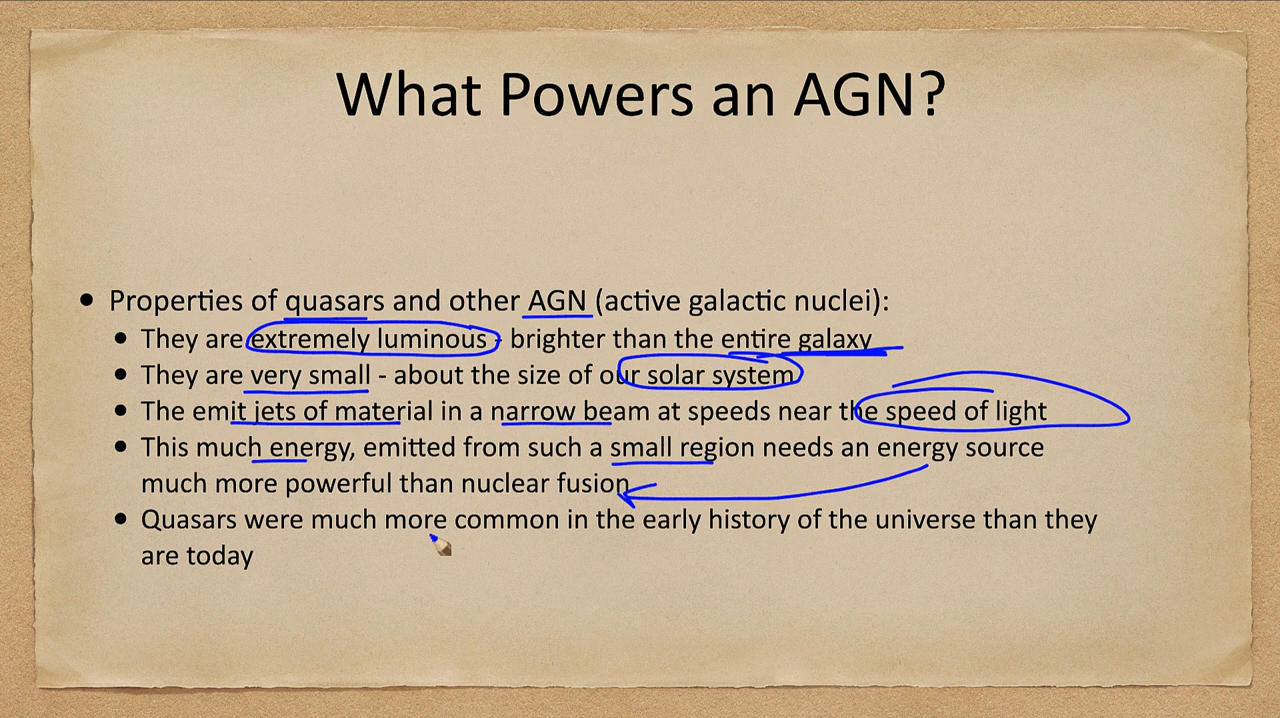 What Powers an AGN?
• Properties of quasars and other AGN (active galactic nuclei):
• They are extremely luminous - brighter than the entire galaxy
• They are very small - about the size of our solar system
• The emit jets of material in a narrow beam at speeds near the speed of light
• This much energy, emitted from such a small region needs an energy source
much more powerful than nuclear fusion
• Quasars were much more common in the early history of the universe than they
are today